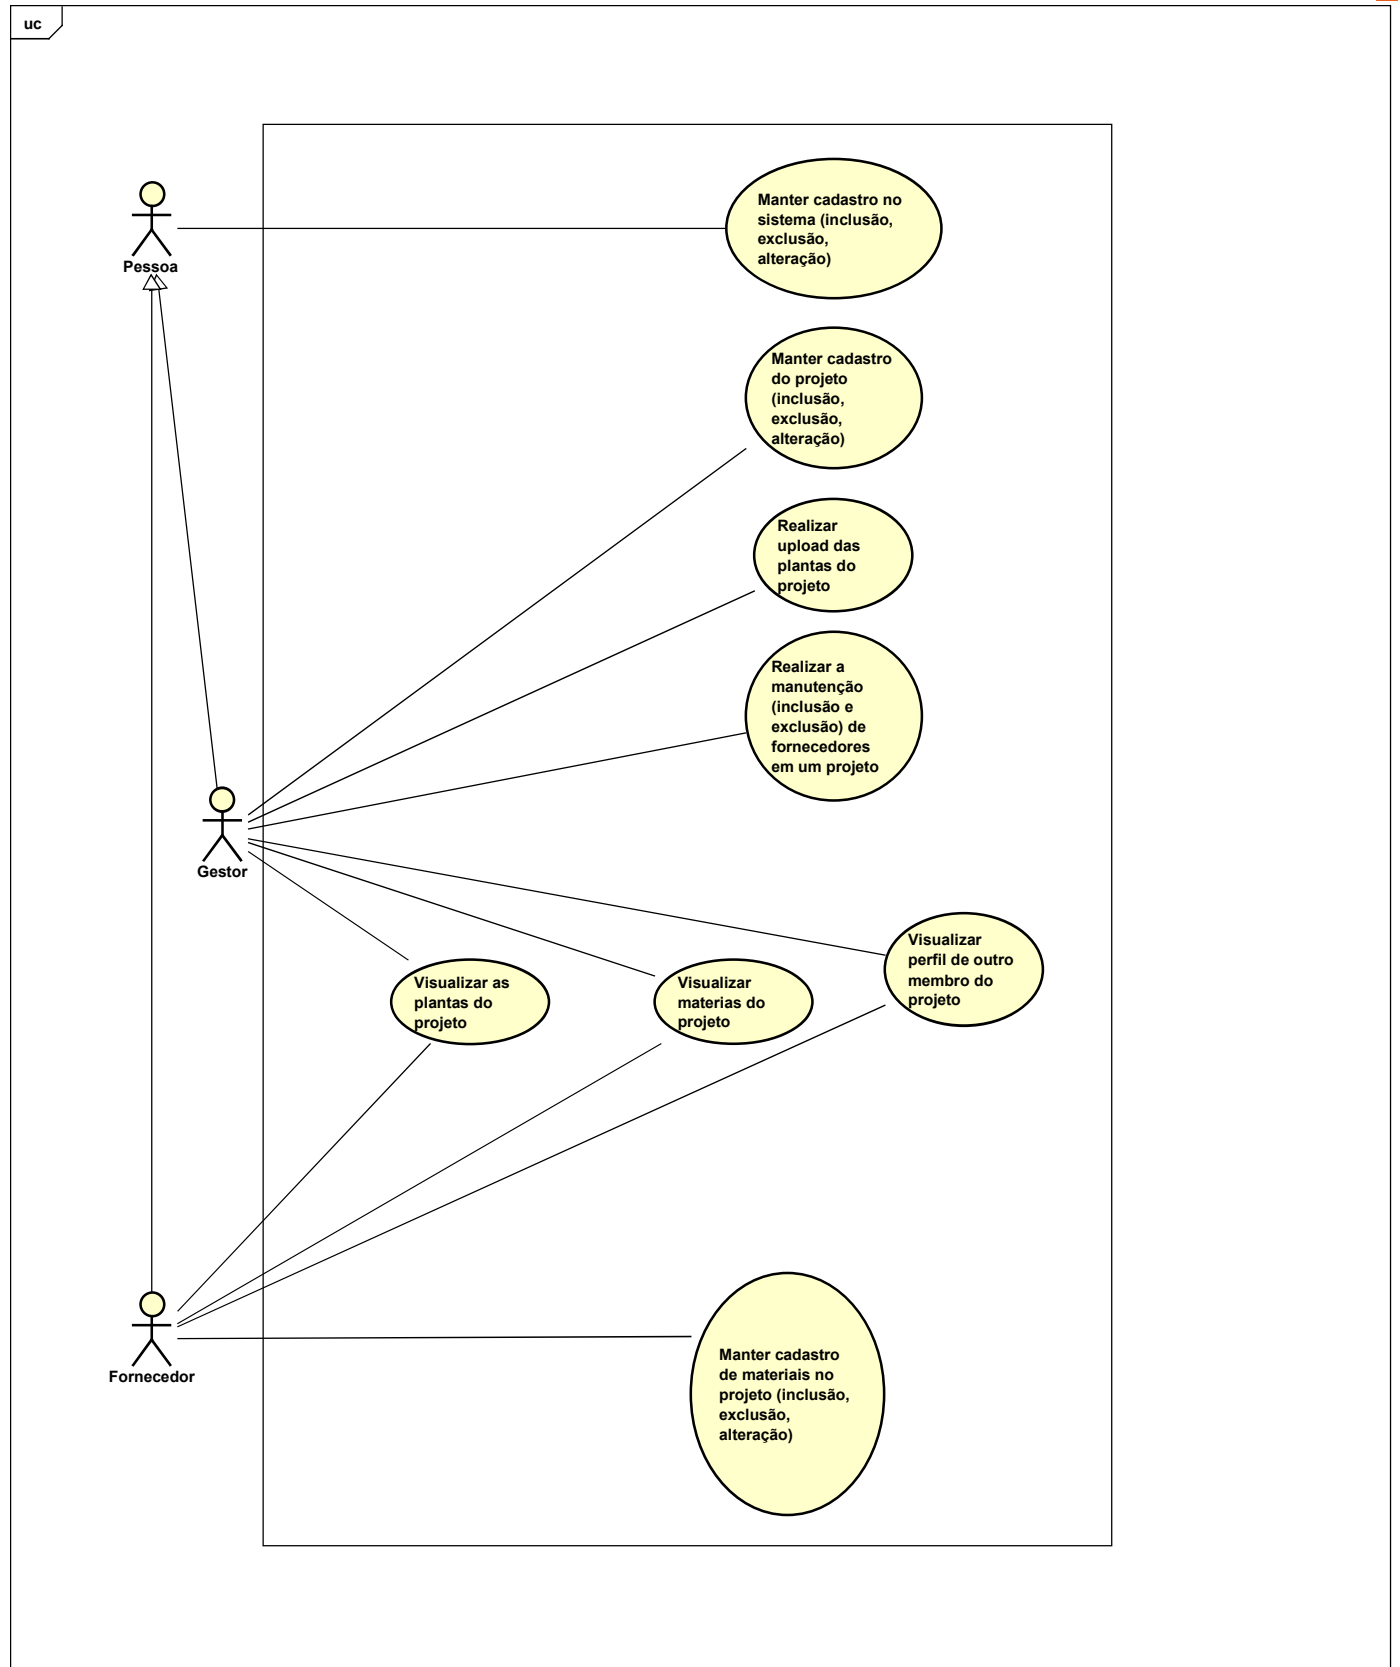 uc
Pessoa
Manter cadastro no
sistema (inclusão,
exclusão,
alteração)
Manter cadastro
do projeto
(inclusão,
exclusão,
alteração)
Realizar
upload das
plantas do
projeto
Realizar a
manutenção
(inclusão e
exclusão) de
fornecedores
em um projeto
Gestor
Visualizar as
plantas do
projeto
Visualizar
materias do
projeto
Visualizar
perfil de outro
membro do
projeto
Fornecedor
Manter cadastro
de materiais no
projeto (inclusão,
exclusão,
alteração)